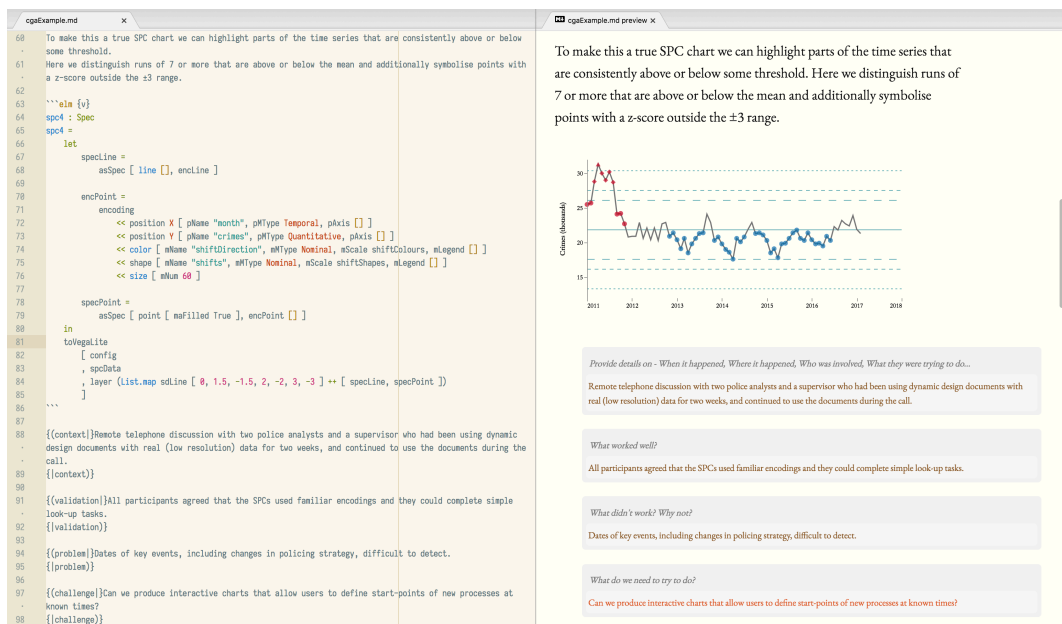 cgaExample.md ×
60 To make this a true SPC chart we can highlight parts of the time series that are consistently above or below
· some threshold.
61 Here we distinguish runs of 7 or more that are above or below the mean and additionally symbolise points with
· a z-score outside the ±3 range.
62
63 ```elm {v}
64 spc4 : Spec
65 spc4 =
66 let
67 specLine =
68 asSpec [ line [], encLine ]
69
70 encPoint =
71 encoding
72 << position X [ pName "month", pMType Temporal, pAxis [] ]
73 << position Y [ pName "crimes", pMType Quantitative, pAxis [] ]
74 << color [ mName "shiftDirection", mMType Nominal, mScale shiftColours, mLegend [] ]
75 << shape [ mName "shifts", mMType Nominal, mScale shiftShapes, mLegend [] ]
76 << size [ mNum 60 ]
77
78 specPoint =
79 asSpec [ point [ maFilled True ], encPoint [] ]
80 in
81 toVegaLite
82 [ config
83 , spcData
84 , layer (List.map sdLine [ 0, 1.5, -1.5, 2, -2, 3, -3 ] ++ [ specLine, specPoint ])
85 ]
86 ```
87
88 {(context|}Remote telephone discussion with two police analysts and a supervisor who had been using dynamic
· design documents with real (low resolution) data for two weeks, and continued to use the documents during the
· call.
89 {|context)}
90
91 {(validation|}All participants agreed that the SPCs used familiar encodings and they could complete simple
· look-up tasks.
92 {|validation)}
93
94 {(problem|}Dates of key events, including changes in policing strategy, difficult to detect.
95 {|problem)}
96
97 {(challenge|}Can we produce interactive charts that allow users to define start-points of new processes at
· known times?
98 {|challenge)}
cgaExample.md preview ×
To make this a true SPC chart we can highlight parts of the time series that
are consistently above or below some threshold. Here we distinguish runs of
7 or more that are above or below the mean and additionally symbolise
points with a z-score outside the ±3 range.
Crimes (thousands)
30
25
20
15
2011 2012 2013 2014 2015 2016 2017 2018
Provide details on - When it happened, Where it happened, Who was involved, What they were trying to do...
Remote telephone discussion with two police analysts and a supervisor who had been using dynamic design documents with
real (low resolution) data for two weeks, and continued to use the documents during the call.
What worked well?
All participants agreed that the SPCs used familiar encodings and they could complete simple look-up tasks.
What didn't work? Why not?
Dates of key events, including changes in policing strategy, difficult to detect.
What do we need to try to do?
Can we produce interactive charts that allow users to define start-points of new processes at known times?